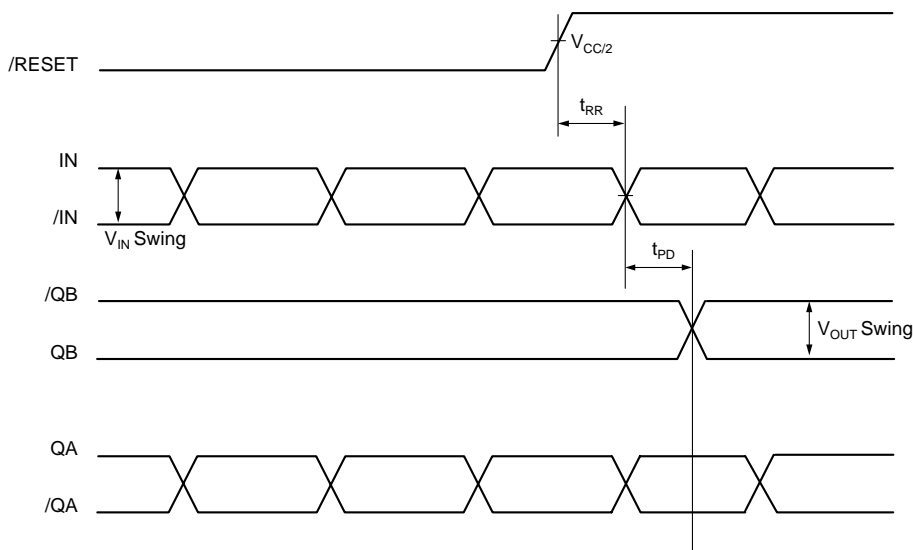 V_CC/2
/RESET
t_RR
IN
/IN
V_IN Swing
t_PD
/QB
V_OUT Swing
QB
QA
/QA